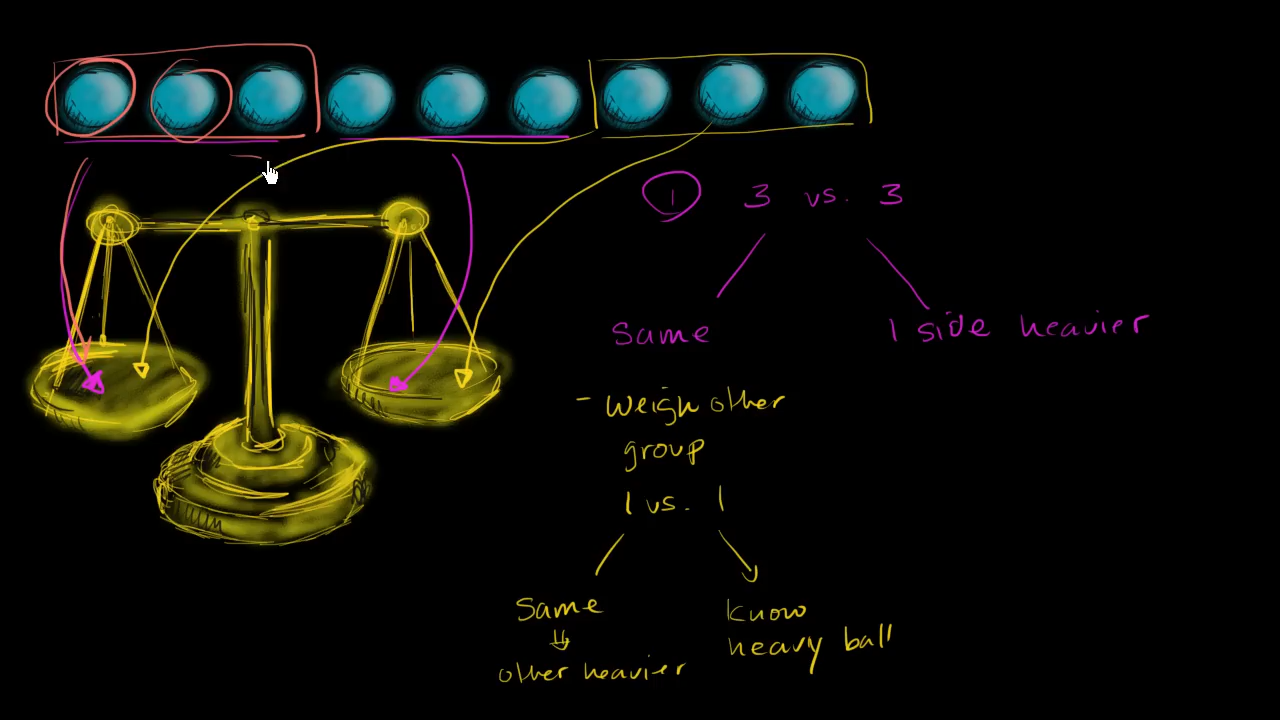 1 3 vs. 3
Same 1 side heavier
- Weigh other
group
1 vs. 1
Same Know
heavy ball
⇓
other heavier